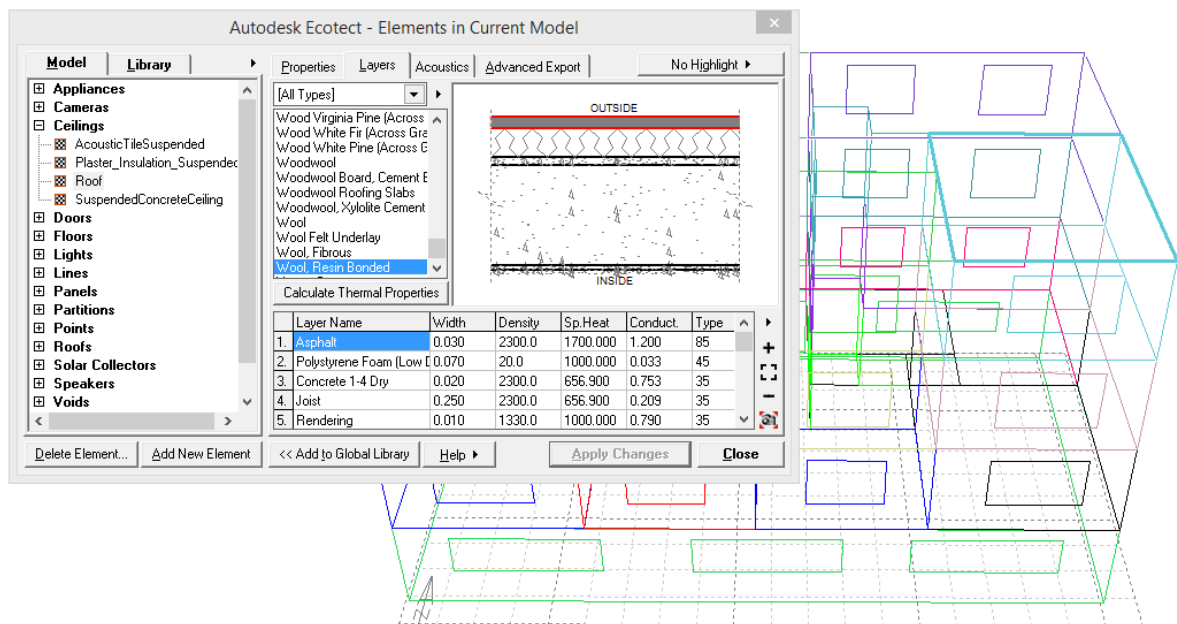 Autodesk Ecotect - Elements in Current Model
Model
Library
Properties
Layers
Acoustics
Advanced Export
No Highlight
Appliances
Cameras
Ceilings
AcousticTileSuspended
Plaster_Insulation_Suspended
Roof
SuspendedConcreteCeiling
Doors
Floors
Lights
Lines
Panels
Partitions
Points
Roofs
Solar Collectors
Speakers
Voids
[All Types]
Wood Virginia Pine (Across
Wood White Fir (Across Gra
Wood White Pine (Across G
Woodwool
Woodwool Board, Cement B
Woodwool Roofing Slabs
Woodwool, Xylolite Cement
Wool
Wool Felt Underlay
Wool, Fibrous
Wool, Resin Bonded
Calculate Thermal Properties
OUTSIDE
INSIDE
Layer Name Width Density Sp.Heat Conduct. Type
1. Asphalt 0.030 2300.0 1700.000 1.200 85
2. Polystyrene Foam (Low D 0.070 20.0 1000.000 0.033 45
3. Concrete 1-4 Dry 0.020 2300.0 656.900 0.753 35
4. Joist 0.250 2300.0 656.900 0.209 35
5. Rendering 0.010 1330.0 1000.000 0.790 35
Delete Element...
Add New Element
<< Add to Global Library
Help
Apply Changes
Close